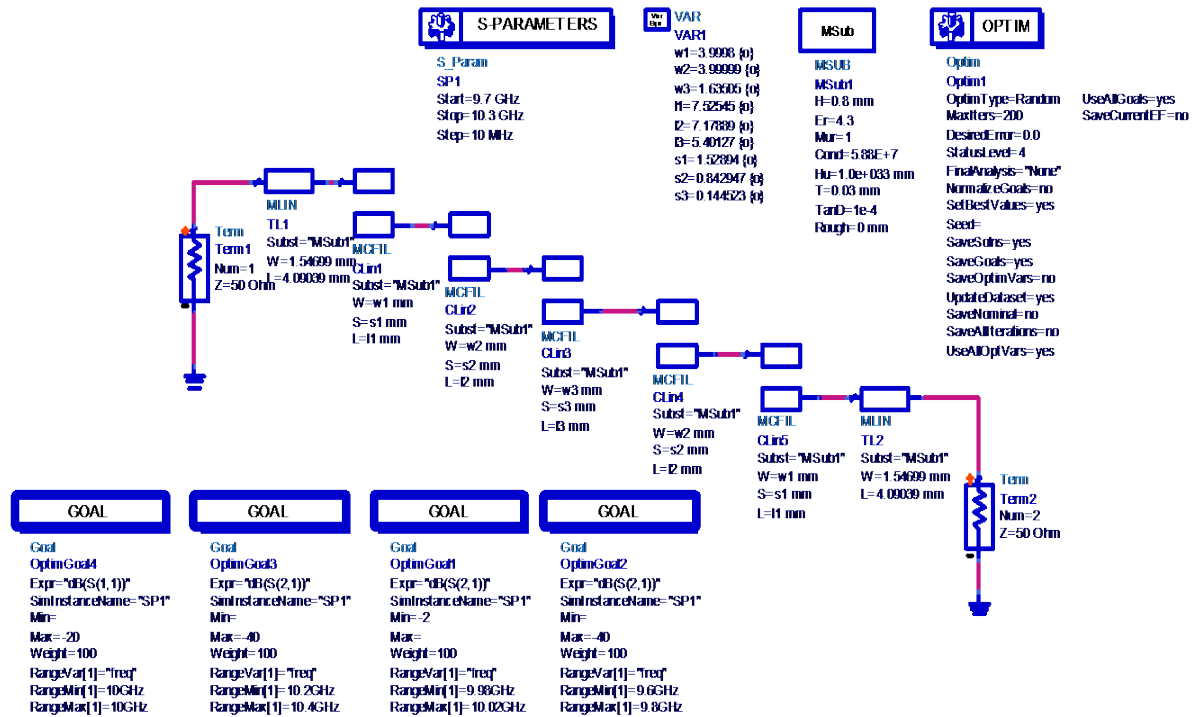 S-PARAMETERS
S_Param
SP1
Start=9.7 GHz
Stop=10.3 GHz
Step=10 MHz
Var
Eqn
VAR
VAR1
w1=3.9998 {o}
w2=3.99999 {o}
w3=1.63505 {o}
l1=7.52545 {o}
l2=7.17889 {o}
l3=5.40127 {o}
s1=1.52894 {o}
s2=0.842947 {o}
s3=0.144523 {o}
MSub
MSUB
MSub1
H=0.8 mm
Er=4.3
Mur=1
Cond=5.88E+7
Hu=1.0e+033 mm
T=0.03 mm
TanD=1e-4
Rough=0 mm
OPTIM
Optim
Optim1
OptimType=Random
MaxIters=200
DesiredError=0.0
StatusLevel=4
FinalAnalysis="None"
NormalizeGoals=no
SetBestValues=yes
Seed=
SaveSolns=yes
SaveGoals=yes
SaveOptimVars=no
UpdateDataset=yes
SaveNominal=no
SaveAllIterations=no
UseAllOptVars=yes
UseAllGoals=yes
SaveCurrentEF=no
Term
Term1
Num=1
Z=50 Ohm
MLIN
TL1
Subst="MSub1"
W=1.54699 mm
L=4.09039 mm
MCFIL
CLin1
Subst="MSub1"
W=w1 mm
S=s1 mm
L=l1 mm
MCFIL
CLin2
Subst="MSub1"
W=w2 mm
S=s2 mm
L=l2 mm
MCFIL
CLin3
Subst="MSub1"
W=w3 mm
S=s3 mm
L=l3 mm
MCFIL
CLin4
Subst="MSub1"
W=w2 mm
S=s2 mm
L=l2 mm
MCFIL
CLin5
Subst="MSub1"
W=w1 mm
S=s1 mm
L=l1 mm
MLIN
TL2
Subst="MSub1"
W=1.54699 mm
L=4.09039 mm
Term
Term2
Num=2
Z=50 Ohm
GOAL
Goal
OptimGoal4
Expr="dB(S(1,1))"
SimInstanceName="SP1"
Min=
Max=-20
Weight=100
RangeVar[1]="freq"
RangeMin[1]=10GHz
RangeMax[1]=10GHz
GOAL
Goal
OptimGoal3
Expr="dB(S(2,1))"
SimInstanceName="SP1"
Min=
Max=-40
Weight=100
RangeVar[1]="freq"
RangeMin[1]=10.2GHz
RangeMax[1]=10.4GHz
GOAL
Goal
OptimGoal1
Expr="dB(S(2,1))"
SimInstanceName="SP1"
Min=-2
Max=
Weight=100
RangeVar[1]="freq"
RangeMin[1]=9.98GHz
RangeMax[1]=10.02GHz
GOAL
Goal
OptimGoal2
Expr="dB(S(2,1))"
SimInstanceName="SP1"
Min=
Max=-40
Weight=100
RangeVar[1]="freq"
RangeMin[1]=9.6GHz
RangeMax[1]=9.8GHz